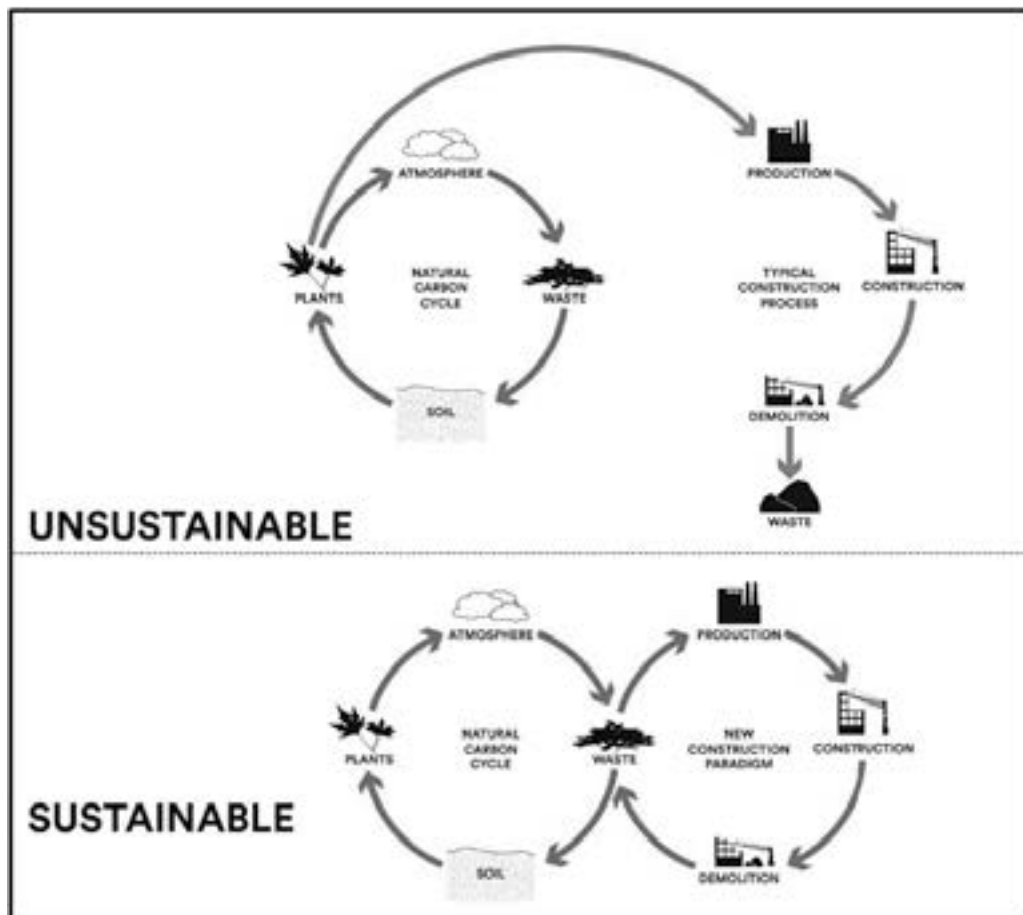 ATMOSPHERE
PRODUCTION
PLANTS
NATURAL
CARBON
CYCLE
WASTE
TYPICAL
CONSTRUCTION
PROCESS
CONSTRUCTION
SOIL
DEMOLITION
WASTE
UNSUSTAINABLE
ATMOSPHERE
PRODUCTION
PLANTS
NATURAL
CARBON
CYCLE
WASTE
NEW
CONSTRUCTION
PARADIGM
CONSTRUCTION
SUSTAINABLE
SOIL
DEMOLITION